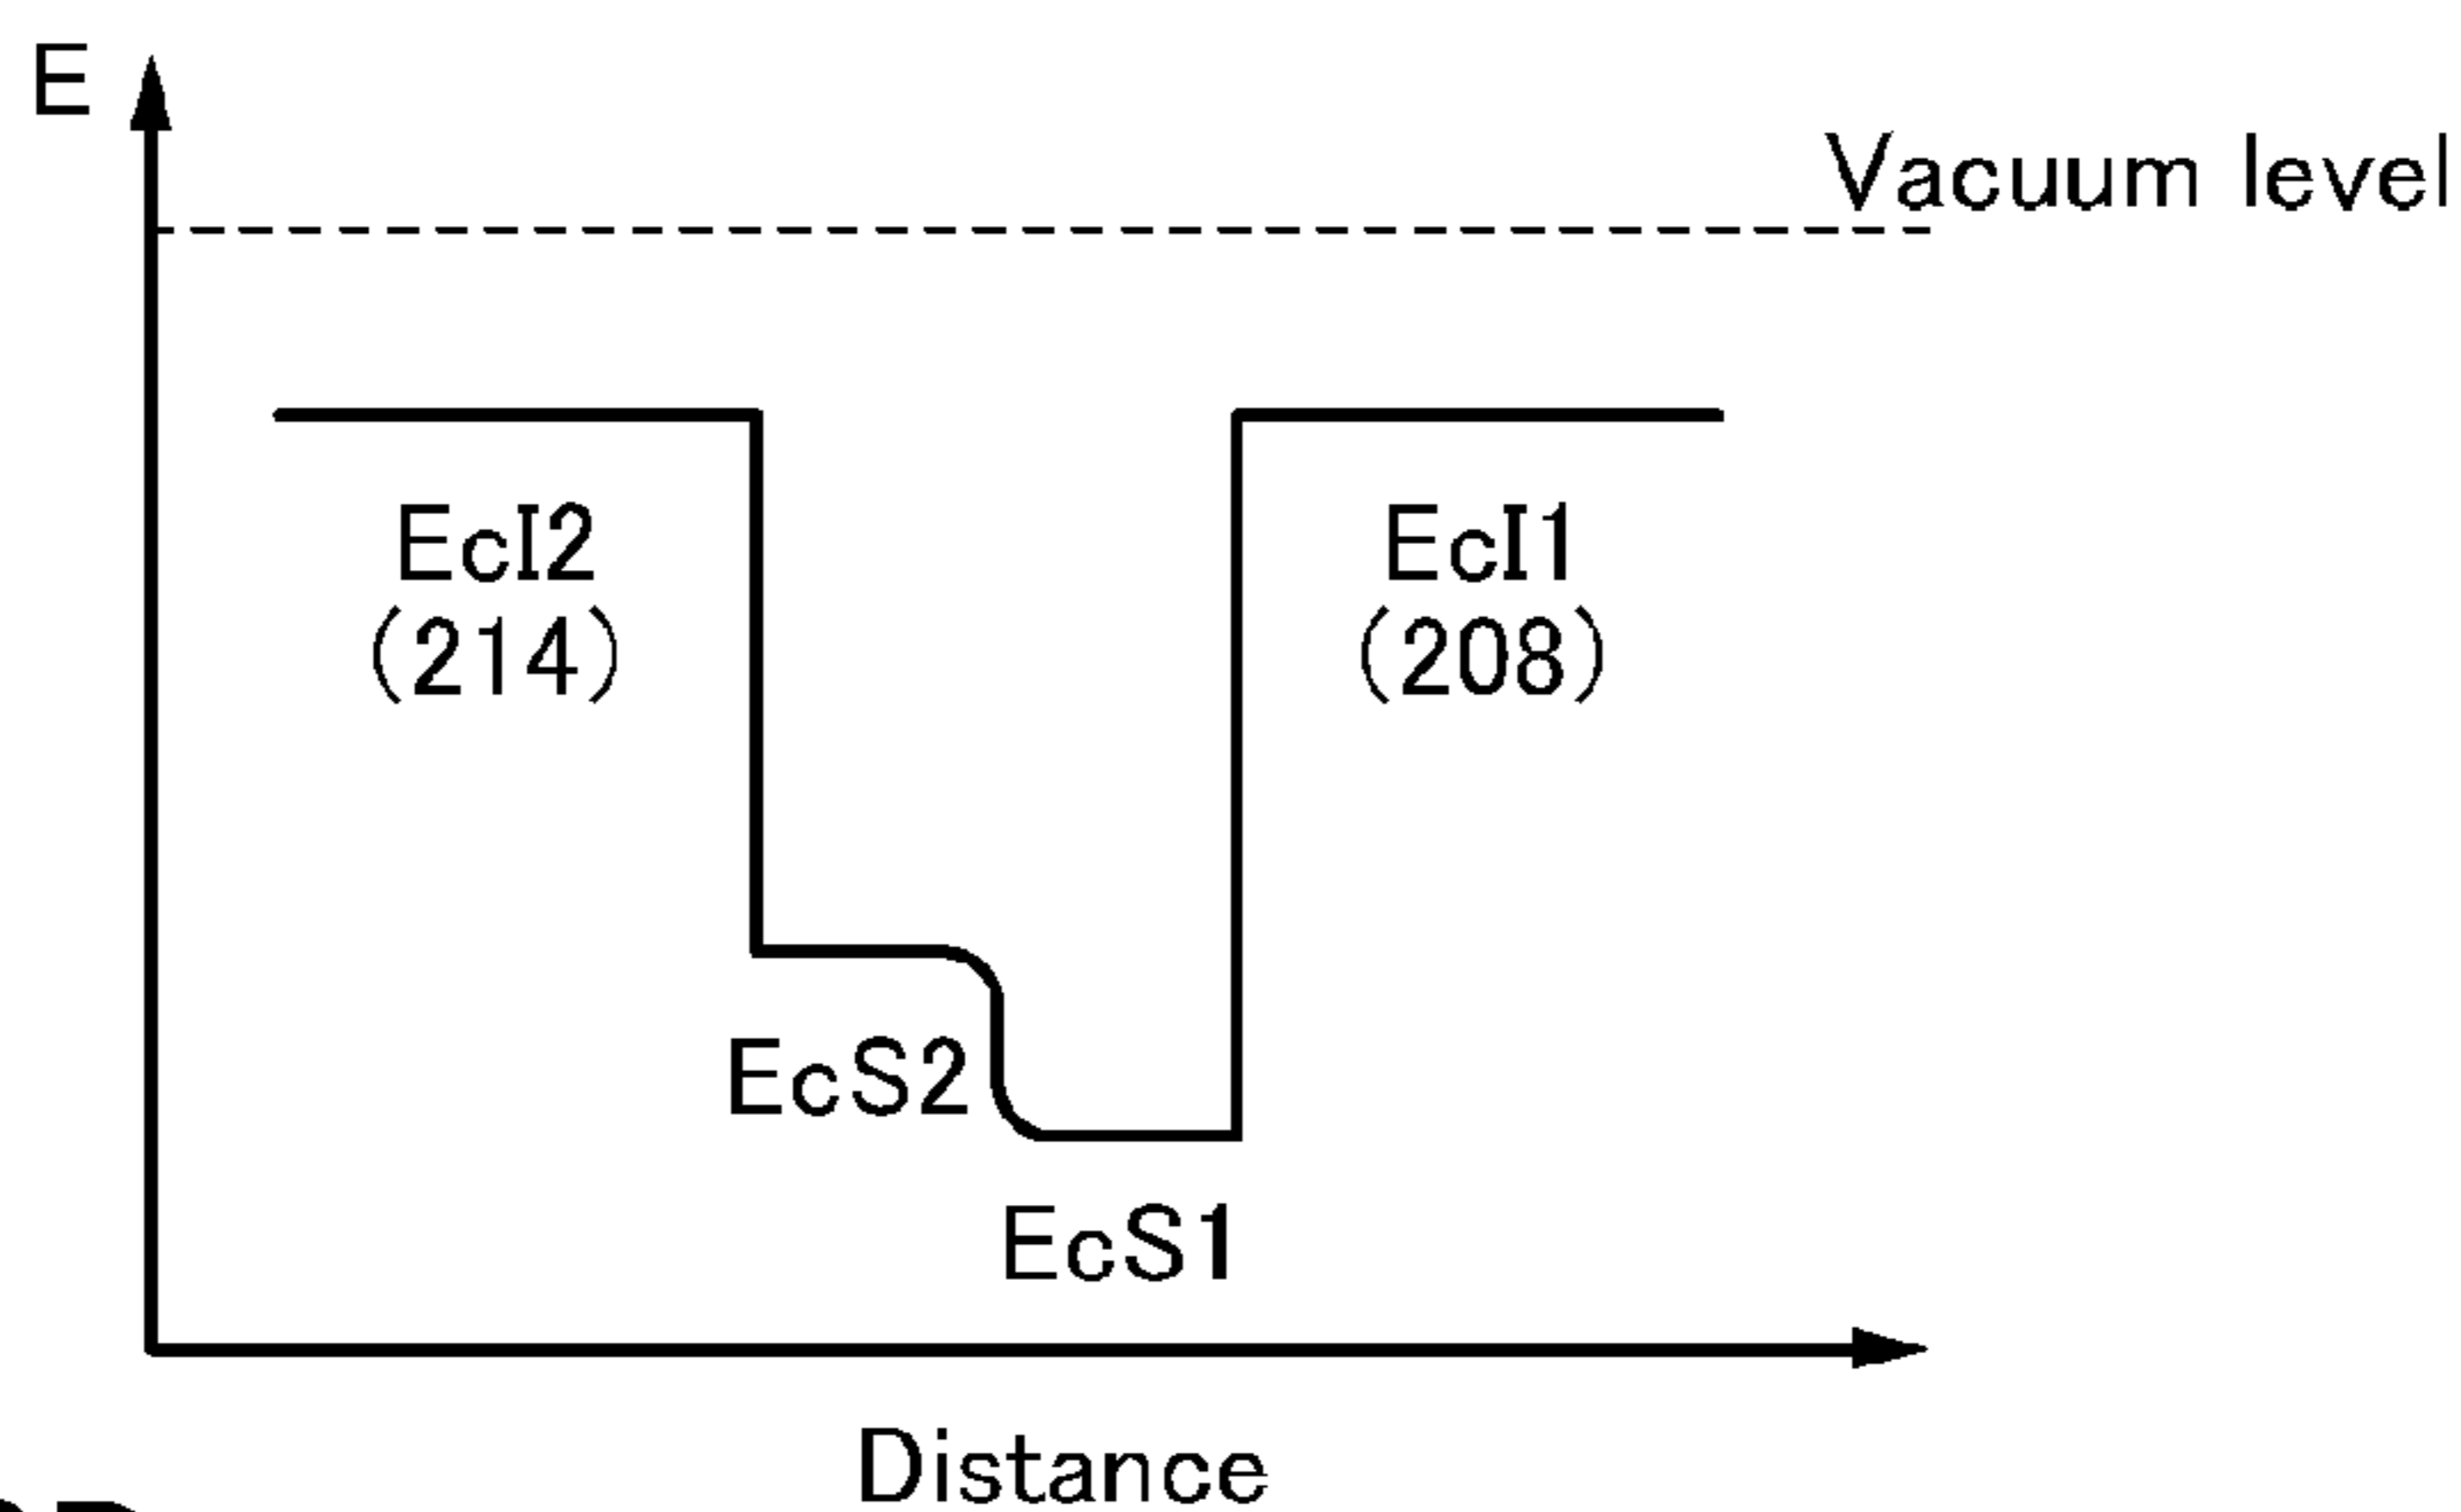 E
Vacuum level
EcI2
(214)
EcI1
(208)
EcS2
EcS1
Distance